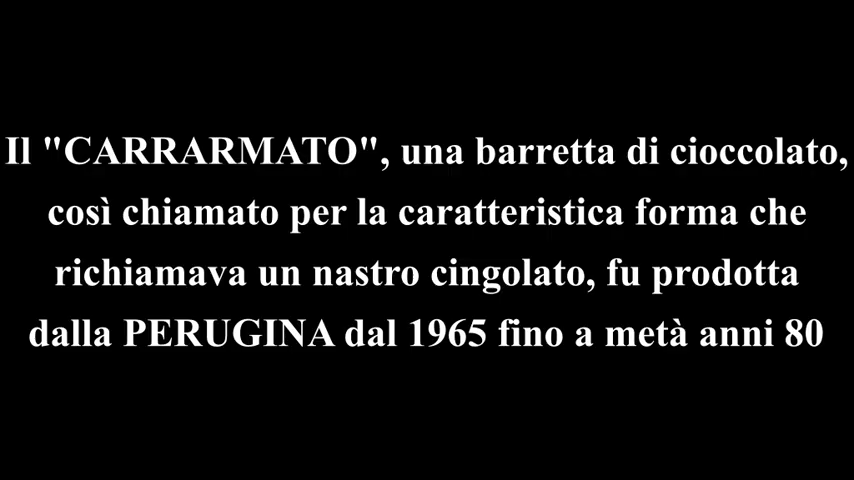 Il "CARRARMATO", una barretta di cioccolato,
così chiamato per la caratteristica forma che
richiamava un nastro cingolato, fu prodotta
dalla PERUGINA dal 1965 fino a metà anni 80